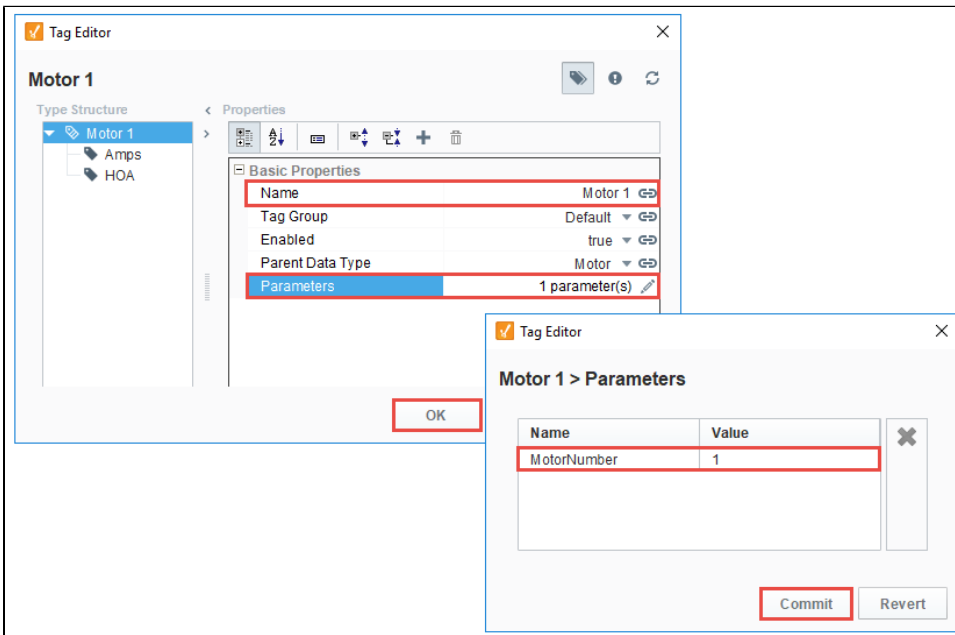 Tag Editor
Motor 1
Type Structure
Properties
Motor 1
Amps
HOA
Basic Properties
Name Motor 1
Tag Group Default
Enabled true
Parent Data Type Motor
Parameters 1 parameter(s)
OK
Tag Editor
Motor 1 > Parameters
Name Value
MotorNumber 1
Commit Revert